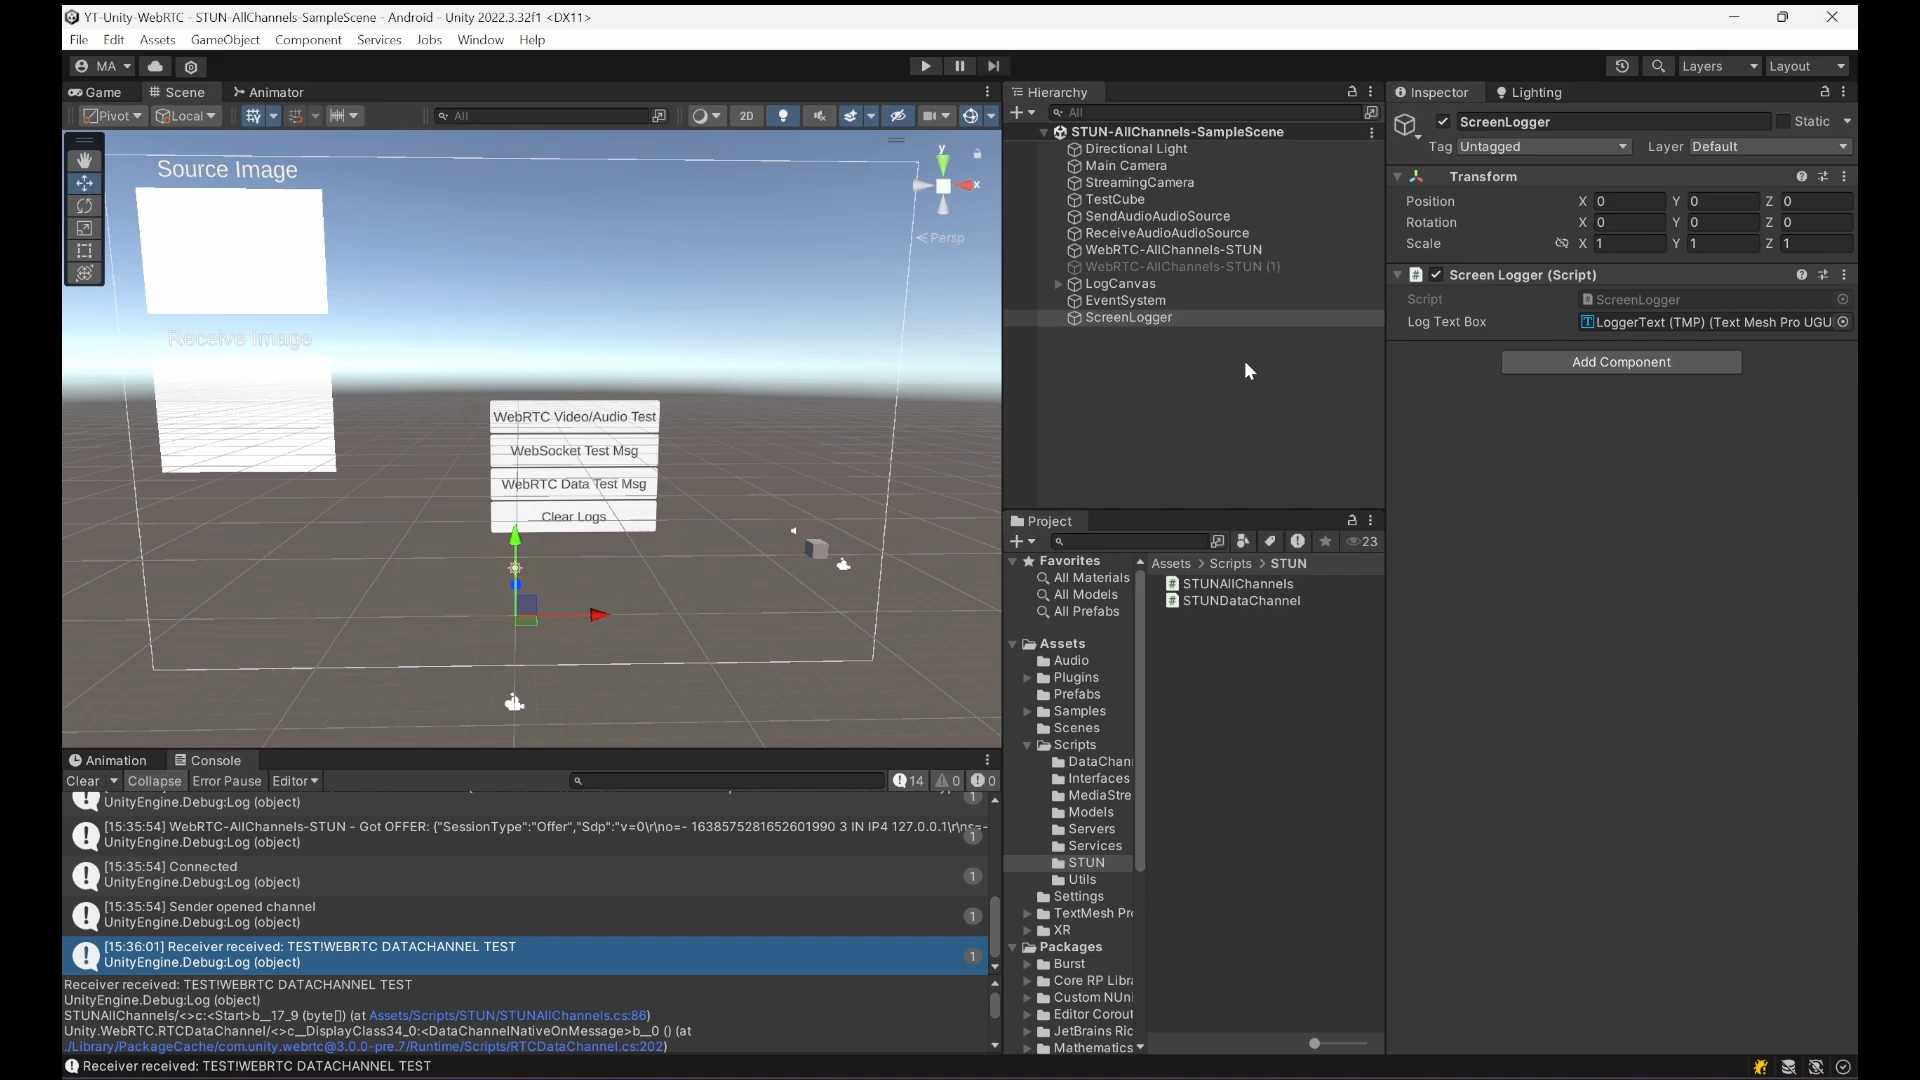 YT-Unity-WebRTC - STUN-AllChannels-SampleScene - Android - Unity 2022.3.32f1 <DX11>
File Edit Assets GameObject Component Services Jobs Window Help
MA
Layers Layout
Game Scene Animator
Pivot Local All 2D
Source Image
Receive Image
y
x
Persp
WebRTC Video/Audio Test
WebSocket Test Msg
WebRTC Data Test Msg
Clear Logs
Hierarchy
All
STUN-AllChannels-SampleScene
Directional Light
Main Camera
StreamingCamera
TestCube
SendAudioAudioSource
ReceiveAudioAudioSource
WebRTC-AllChannels-STUN
WebRTC-AllChannels-STUN (1)
LogCanvas
EventSystem
ScreenLogger
Inspector Lighting
ScreenLogger Static
Tag Untagged Layer Default
Transform
Position X 0 Y 0 Z 0
Rotation X 0 Y 0 Z 0
Scale X 1 Y 1 Z 1
Screen Logger (Script)
Script ScreenLogger
Log Text Box LoggerText (TMP) (Text Mesh Pro UGU
Add Component
Project
23
Favorites
All Materials
All Models
All Prefabs
Assets
Audio
Plugins
Prefabs
Samples
Scenes
Scripts
DataChan
Interfaces
MediaStre
Models
Servers
Services
STUN
Utils
Settings
TextMesh Pr
XR
Packages
Burst
Core RP Libr
Custom NUni
Editor Corout
JetBrains Ric
Mathematics
Assets > Scripts > STUN
STUNAllChannels
STUNDataChannel
Animation Console
Clear Collapse Error Pause Editor 14 0 0
UnityEngine.Debug:Log (object) 1
[15:35:54] WebRTC-AllChannels-STUN - Got OFFER: {"SessionType":"Offer","Sdp":"v=0\r\no=- 1638575281652601990 3 IN IP4 127.0.0.1\r\ns=-
UnityEngine.Debug:Log (object) 1
[15:35:54] Connected
UnityEngine.Debug:Log (object) 1
[15:35:54] Sender opened channel
UnityEngine.Debug:Log (object) 1
[15:36:01] Receiver received: TEST!WEBRTC DATACHANNEL TEST
UnityEngine.Debug:Log (object) 1
Receiver received: TEST!WEBRTC DATACHANNEL TEST
UnityEngine.Debug:Log (object)
STUNAllChannels/<>c:<Start>b__17_9 (byte[]) (at Assets/Scripts/STUN/STUNAllChannels.cs:86)
Unity.WebRTC.RTCDataChannel/<>c__DisplayClass34_0:<DataChannelNativeOnMessage>b__0 () (at
./Library/PackageCache/com.unity.webrtc@3.0.0-pre.7/Runtime/Scripts/RTCDataChannel.cs:202)
Receiver received: TEST!WEBRTC DATACHANNEL TEST